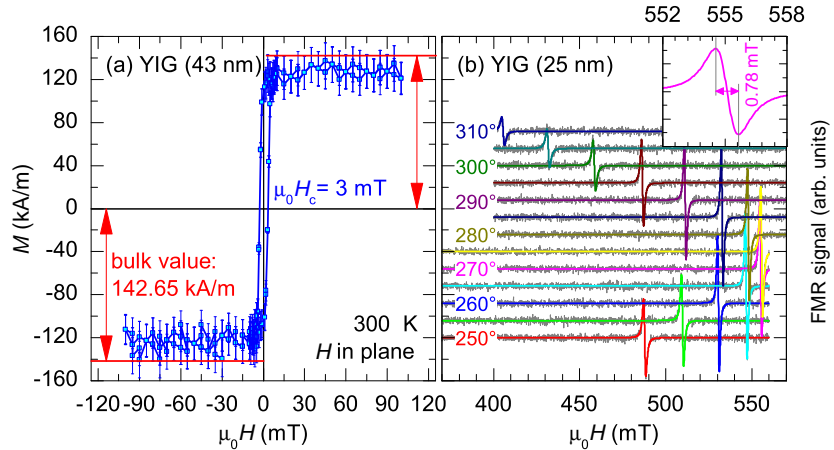 552 555 558
(a) YIG (43 nm)
(b) YIG (25 nm)
0.78 mT
160
120
80
40
0
-40
-80
-120
-160
M (kA/m)
μ0Hc = 3 mT
bulk value:
142.65 kA/m
300 K
H in plane
310°
300°
290°
280°
270°
260°
250°
FMR signal (arb. units)
-120 -60 -30 0 30 60 90 120
400 450 500 550
μ0H (mT)
μ0H (mT)